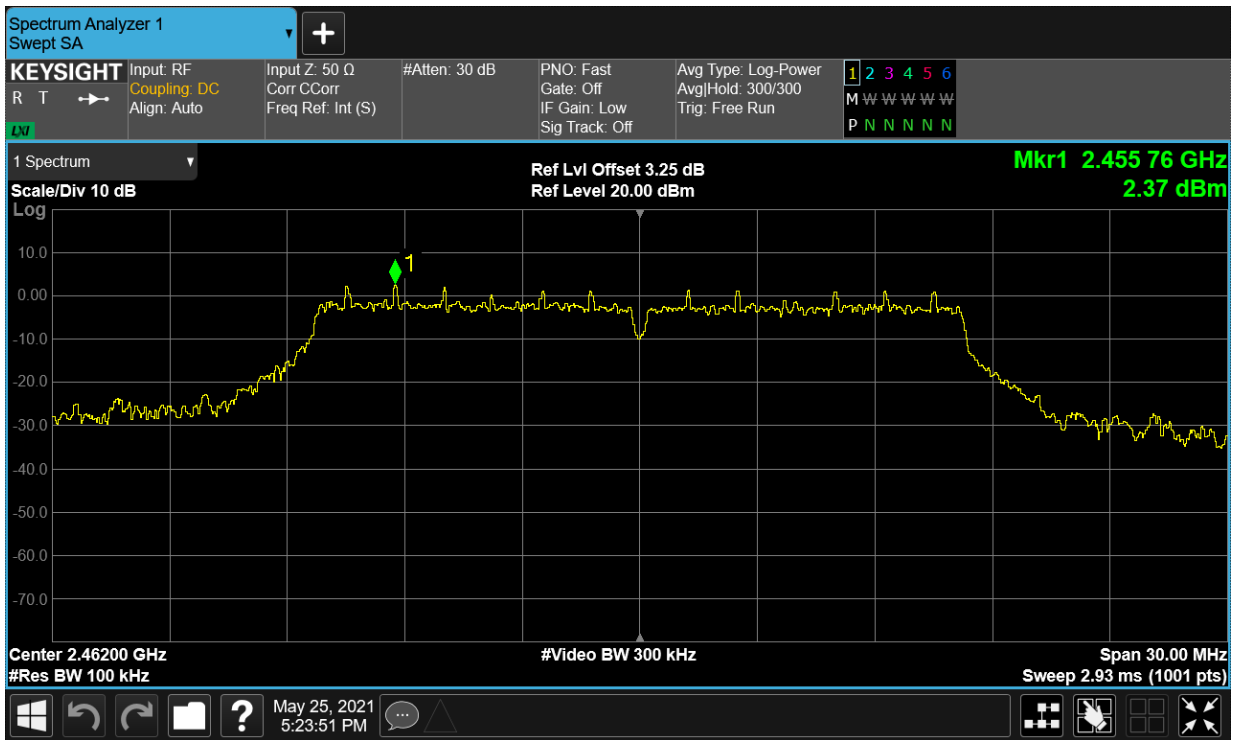 Spectrum Analyzer 1
Swept SA
▼
+
KEYSIGHT
R T
LXI
Input: RF
Coupling: DC
Align: Auto
Input Z: 50 Ω
Corr CCorr
Freq Ref: Int (S)
#Atten: 30 dB
PNO: Fast
Gate: Off
IF Gain: Low
Sig Track: Off
Avg Type: Log-Power
Avg|Hold: 300/300
Trig: Free Run
1 2 3 4 5 6
M W W W W W
P N N N N N
1 Spectrum ▼
Scale/Div 10 dB
Log
Ref Lvl Offset 3.25 dB
Ref Level 20.00 dBm
Mkr1 2.455 76 GHz
2.37 dBm
10.0
1
0.00
-10.0
-20.0
-30.0
-40.0
-50.0
-60.0
-70.0
Center 2.46200 GHz
#Res BW 100 kHz
#Video BW 300 kHz
Span 30.00 MHz
Sweep 2.93 ms (1001 pts)
?
May 25, 2021
5:23:51 PM
...